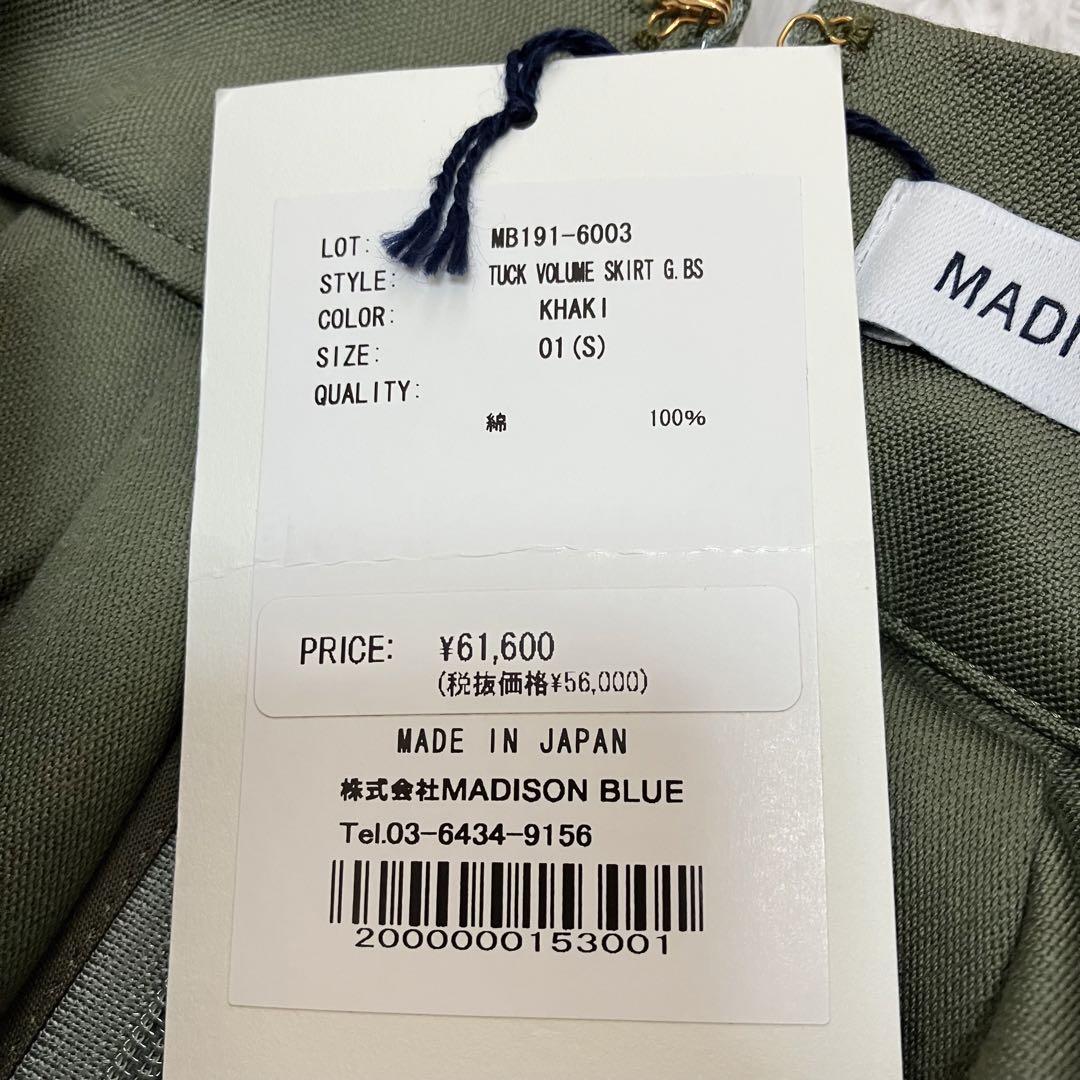 LOT: MB191-6003
STYLE: TUCK VOLUME SKIRT G.BS
COLOR: KHAKI
SIZE: 01(S)
QUALITY:
綿 100%
PRICE: ¥61,600
(税抜価格¥56,000)
MADE IN JAPAN
株式会社MADISON BLUE
Tel.03-6434-9156
2000000153001
MADI